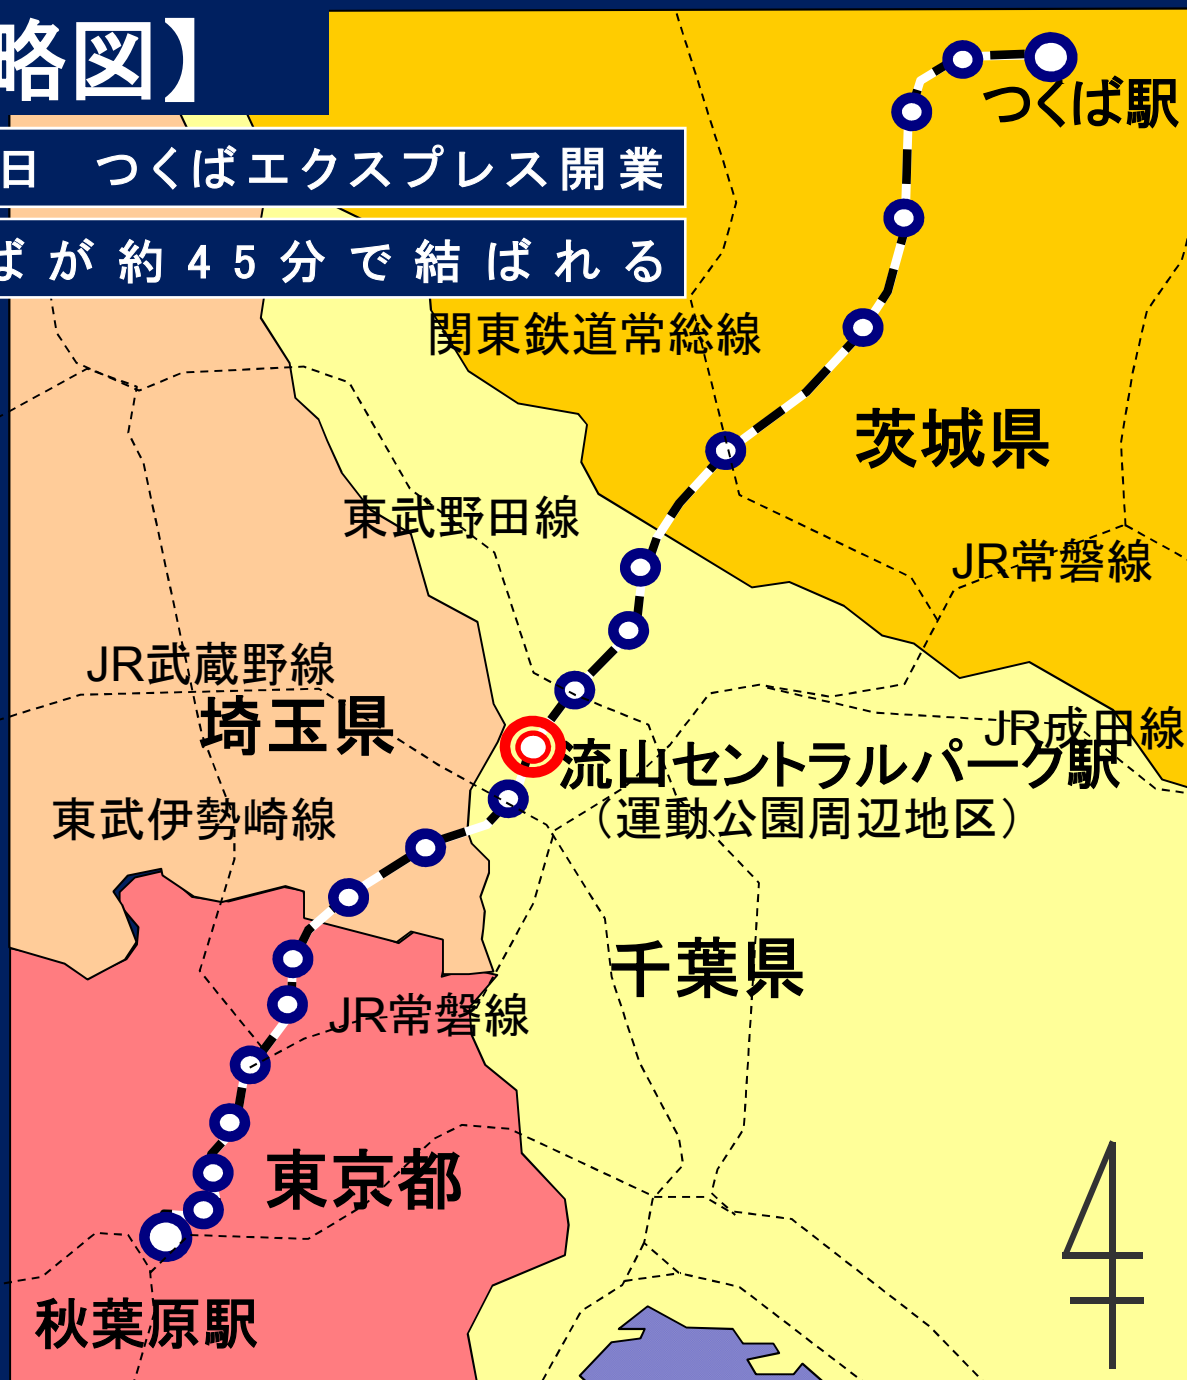 略図】
日　つくばエクスプレス開業
ばが約４５分で結ばれる
つくば駅
関東鉄道常総線
茨城県
東武野田線
JR常磐線
JR武蔵野線
埼玉県
JR成田線
流山セントラルパーク駅
（運動公園周辺地区）
東武伊勢崎線
千葉県
JR常磐線
東京都
秋葉原駅